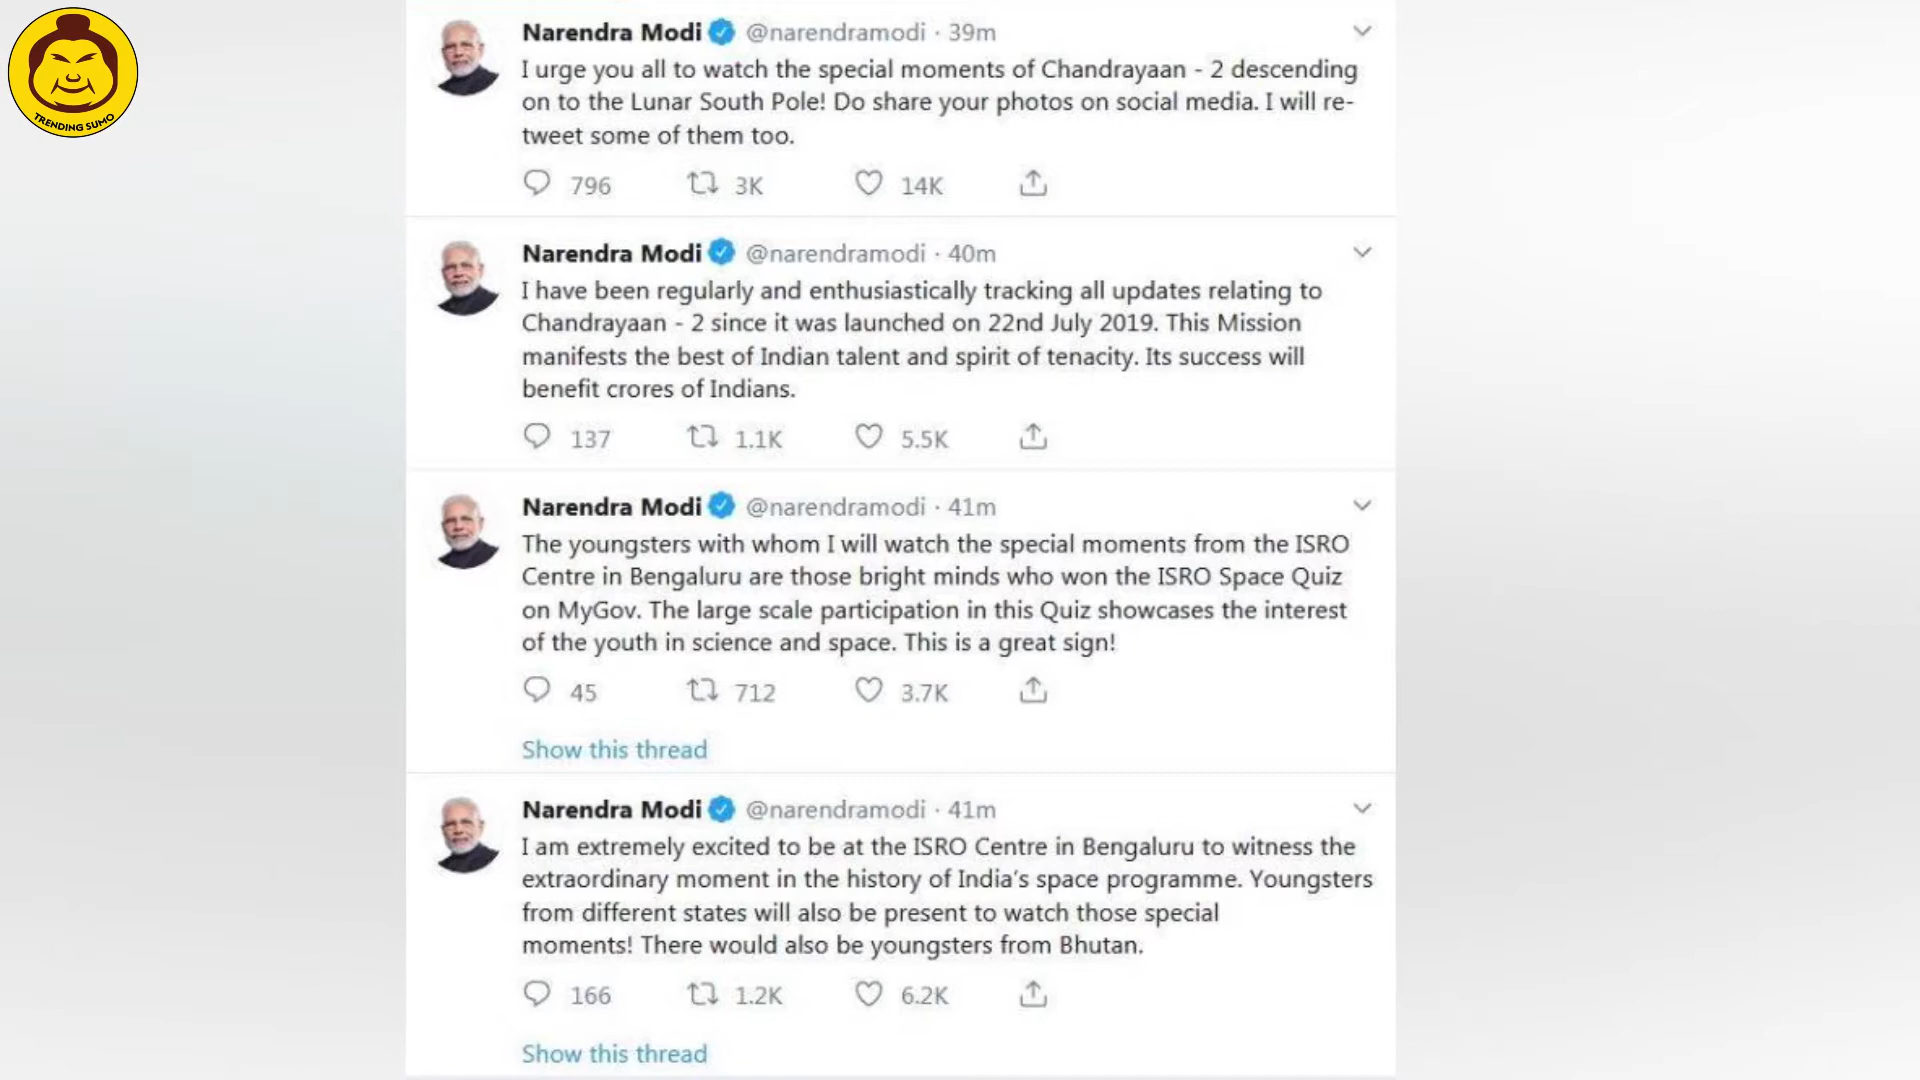 TRENDING SUMO
Narendra Modi @narendramodi · 39m
I urge you all to watch the special moments of Chandrayaan - 2 descending
on to the Lunar South Pole! Do share your photos on social media. I will re-
tweet some of them too.
796 3K 14K
Narendra Modi @narendramodi · 40m
I have been regularly and enthusiastically tracking all updates relating to
Chandrayaan - 2 since it was launched on 22nd July 2019. This Mission
manifests the best of Indian talent and spirit of tenacity. Its success will
benefit crores of Indians.
137 1.1K 5.5K
Narendra Modi @narendramodi · 41m
The youngsters with whom I will watch the special moments from the ISRO
Centre in Bengaluru are those bright minds who won the ISRO Space Quiz
on MyGov. The large scale participation in this Quiz showcases the interest
of the youth in science and space. This is a great sign!
45 712 3.7K
Show this thread
Narendra Modi @narendramodi · 41m
I am extremely excited to be at the ISRO Centre in Bengaluru to witness the
extraordinary moment in the history of India's space programme. Youngsters
from different states will also be present to watch those special
moments! There would also be youngsters from Bhutan.
166 1.2K 6.2K
Show this thread